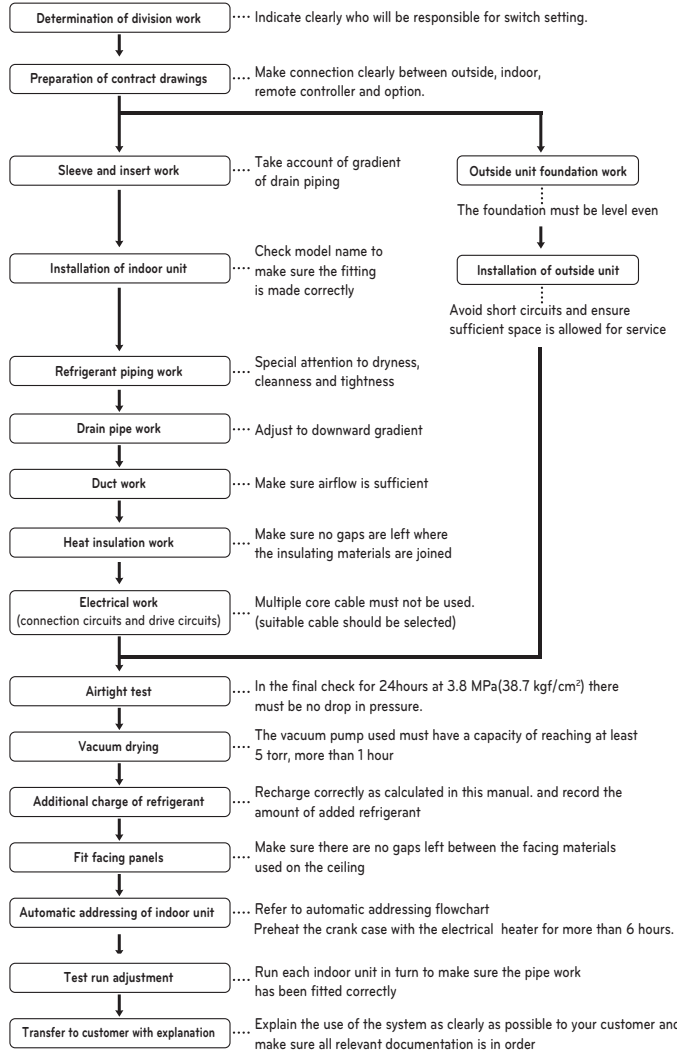 Determination of division work
Indicate clearly who will be responsible for switch setting.
Preparation of contract drawings
Make connection clearly between outside, indoor,
remote controller and option.
Sleeve and insert work
Take account of gradient
of drain piping
Outside unit foundation work
The foundation must be level even
Installation of indoor unit
Check model name to
make sure the fitting
is made correctly
Installation of outside unit
Avoid short circuits and ensure
sufficient space is allowed for service
Refrigerant piping work
Special attention to dryness,
cleanness and tightness
Drain pipe work
Adjust to downward gradient
Duct work
Make sure airflow is sufficient
Heat insulation work
Make sure no gaps are left where
the insulating materials are joined
Electrical work
(connection circuits and drive circuits)
Multiple core cable must not be used.
(suitable cable should be selected)
Airtight test
In the final check for 24hours at 3.8 MPa(38.7 kgf/cm²) there
must be no drop in pressure.
Vacuum drying
The vacuum pump used must have a capacity of reaching at least
5 torr, more than 1 hour
Additional charge of refrigerant
Recharge correctly as calculated in this manual. and record the
amount of added refrigerant
Fit facing panels
Make sure there are no gaps left between the facing materials
used on the ceiling
Automatic addressing of indoor unit
Refer to automatic addressing flowchart
Preheat the crank case with the electrical heater for more than 6 hours.
Test run adjustment
Run each indoor unit in turn to make sure the pipe work
has been fitted correctly
Transfer to customer with explanation
Explain the use of the system as clearly as possible to your customer and
make sure all relevant documentation is in order